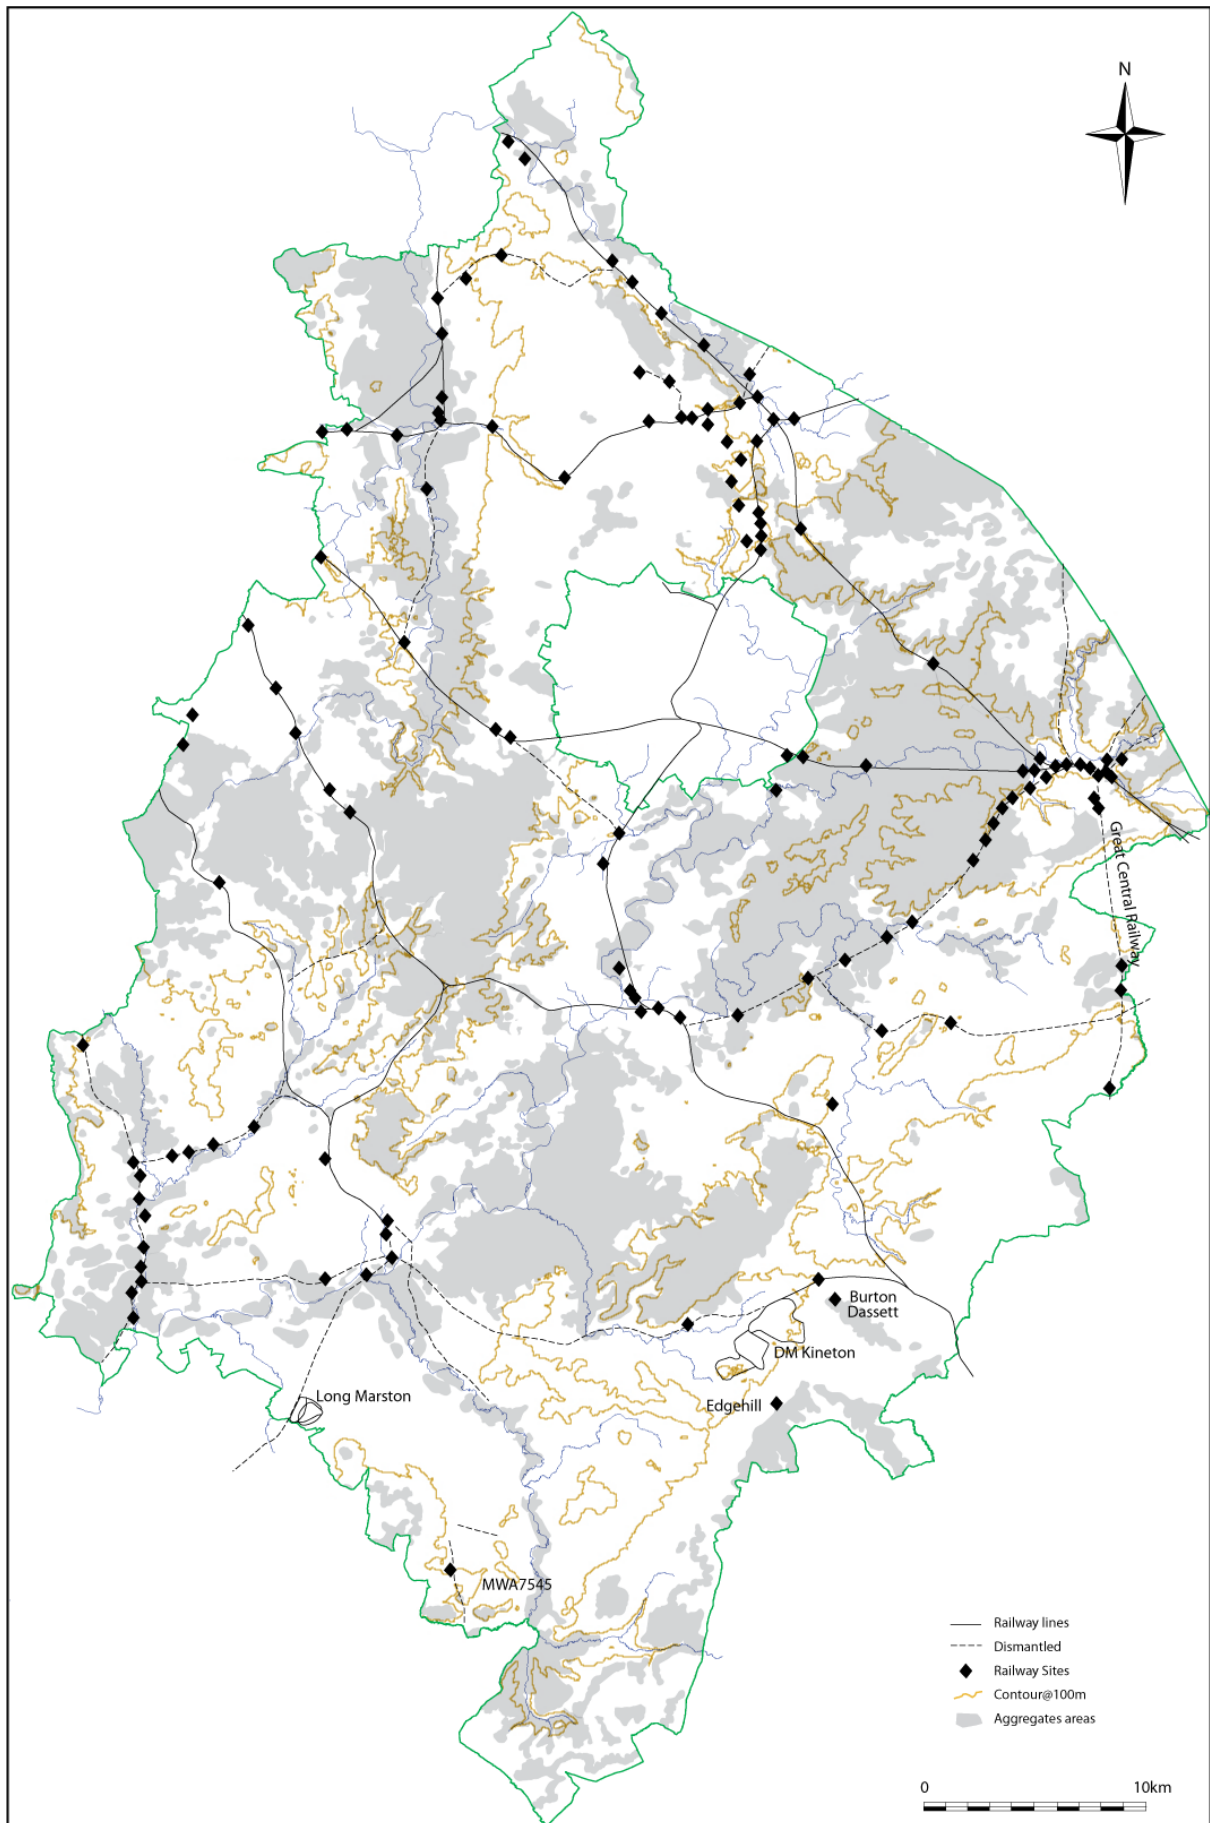 N
Great Central Railway
Burton
Dassett
DM Kineton
Long Marston
Edgehill
MWA7545
Railway lines
Dismantled
Railway Sites
Contour@100m
Aggregates areas
0 10km